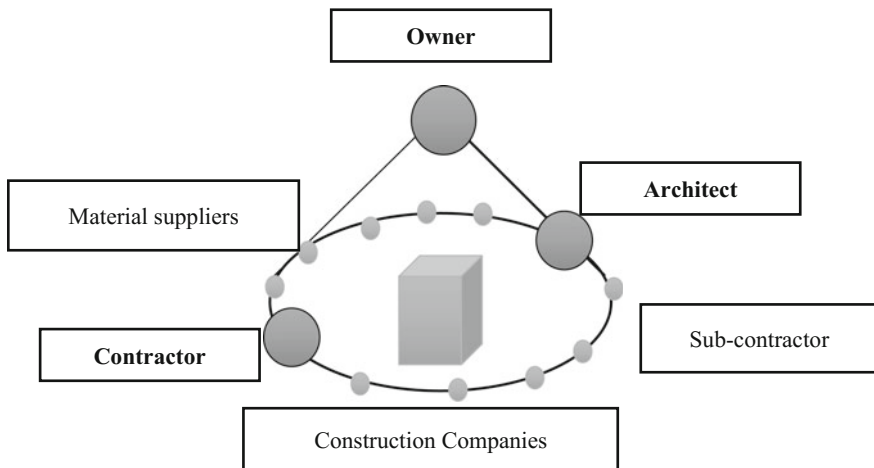 Owner
Architect
Material suppliers
Contractor
Sub-contractor
Construction Companies